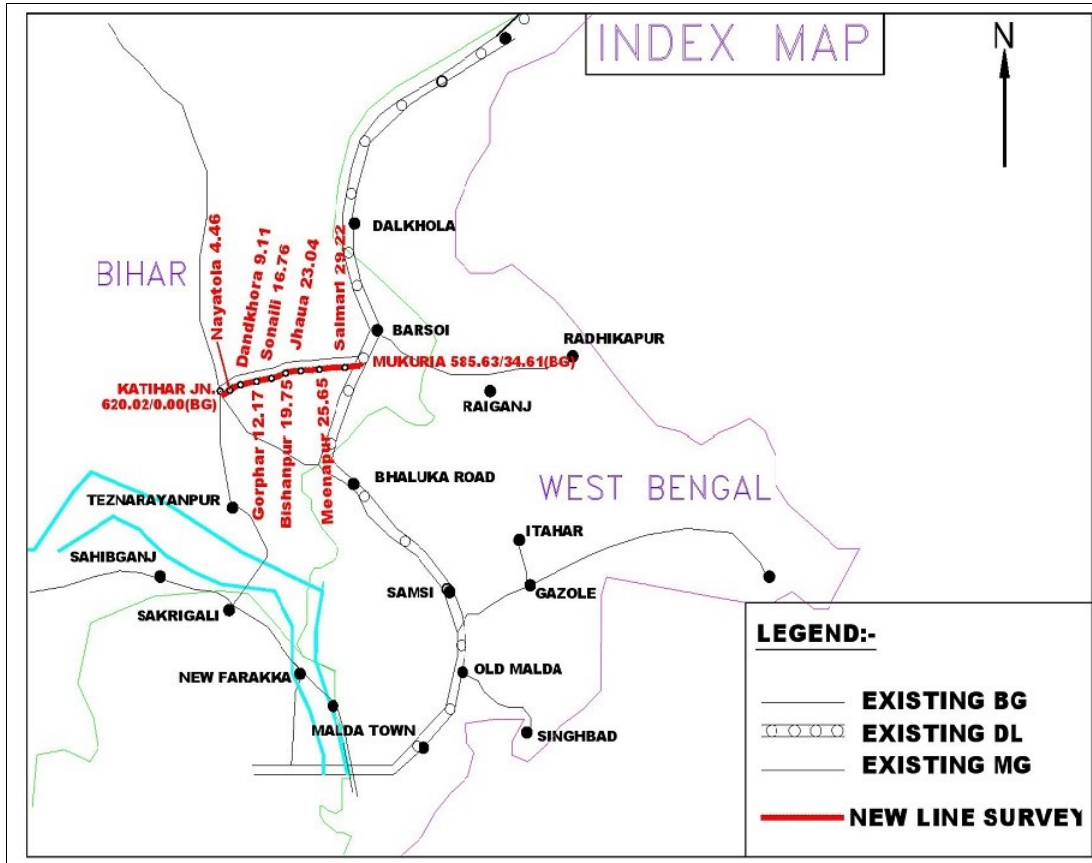 INDEX MAP
N
DALKHOLA
BIHAR
Nayatola 4.46
Dandkhora 9.11
Sonaili 16.76
Jhaua 23.04
Salmari 29.22
BARSOI
RADHIKAPUR
MUKURIA 585.63/34.61(BG)
KATIHAR JN.
620.02/0.00(BG)
RAIGANJ
Gorphar 12.17
Bishanpur 19.75
Meenapur 25.65
BHALUKA ROAD
WEST BENGAL
TEZNARAYANPUR
ITAHAR
SAHIBGANJ
SAMSI
GAZOLE
SAKRIGALI
NEW FARAKKA
OLD MALDA
MALDA TOWN
SINGHBAD
LEGEND:-
EXISTING BG
EXISTING DL
EXISTING MG
NEW LINE SURVEY